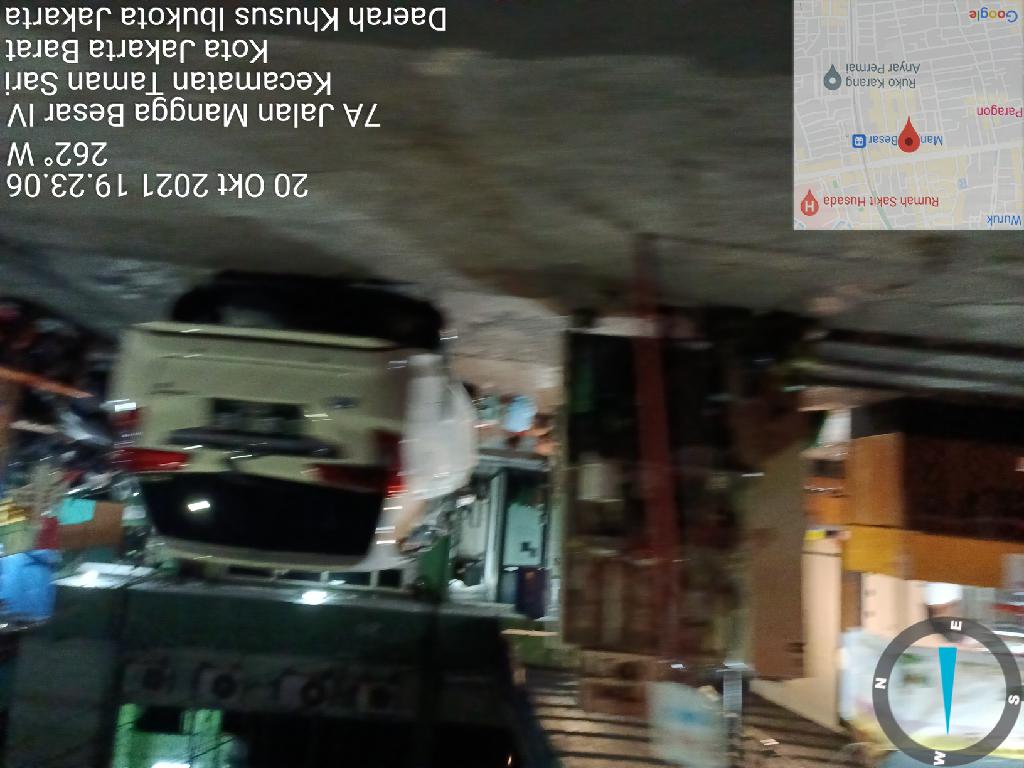 W
S
N
E
Wuruk
Rumah Sakit Husada
H
Man Besar
Paragon
Ruko Karang
Anyar Permai
Google
20 Okt 2021 19.23.06
262° W
7A Jalan Mangga Besar IV
Kecamatan Taman Sari
Kota Jakarta Barat
Daerah Khusus Ibukota Jakarta